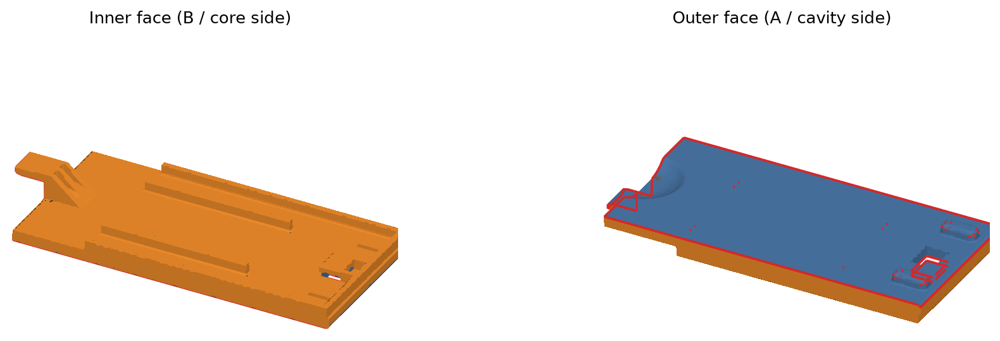 Inner face (B / core side)
Outer face (A / cavity side)